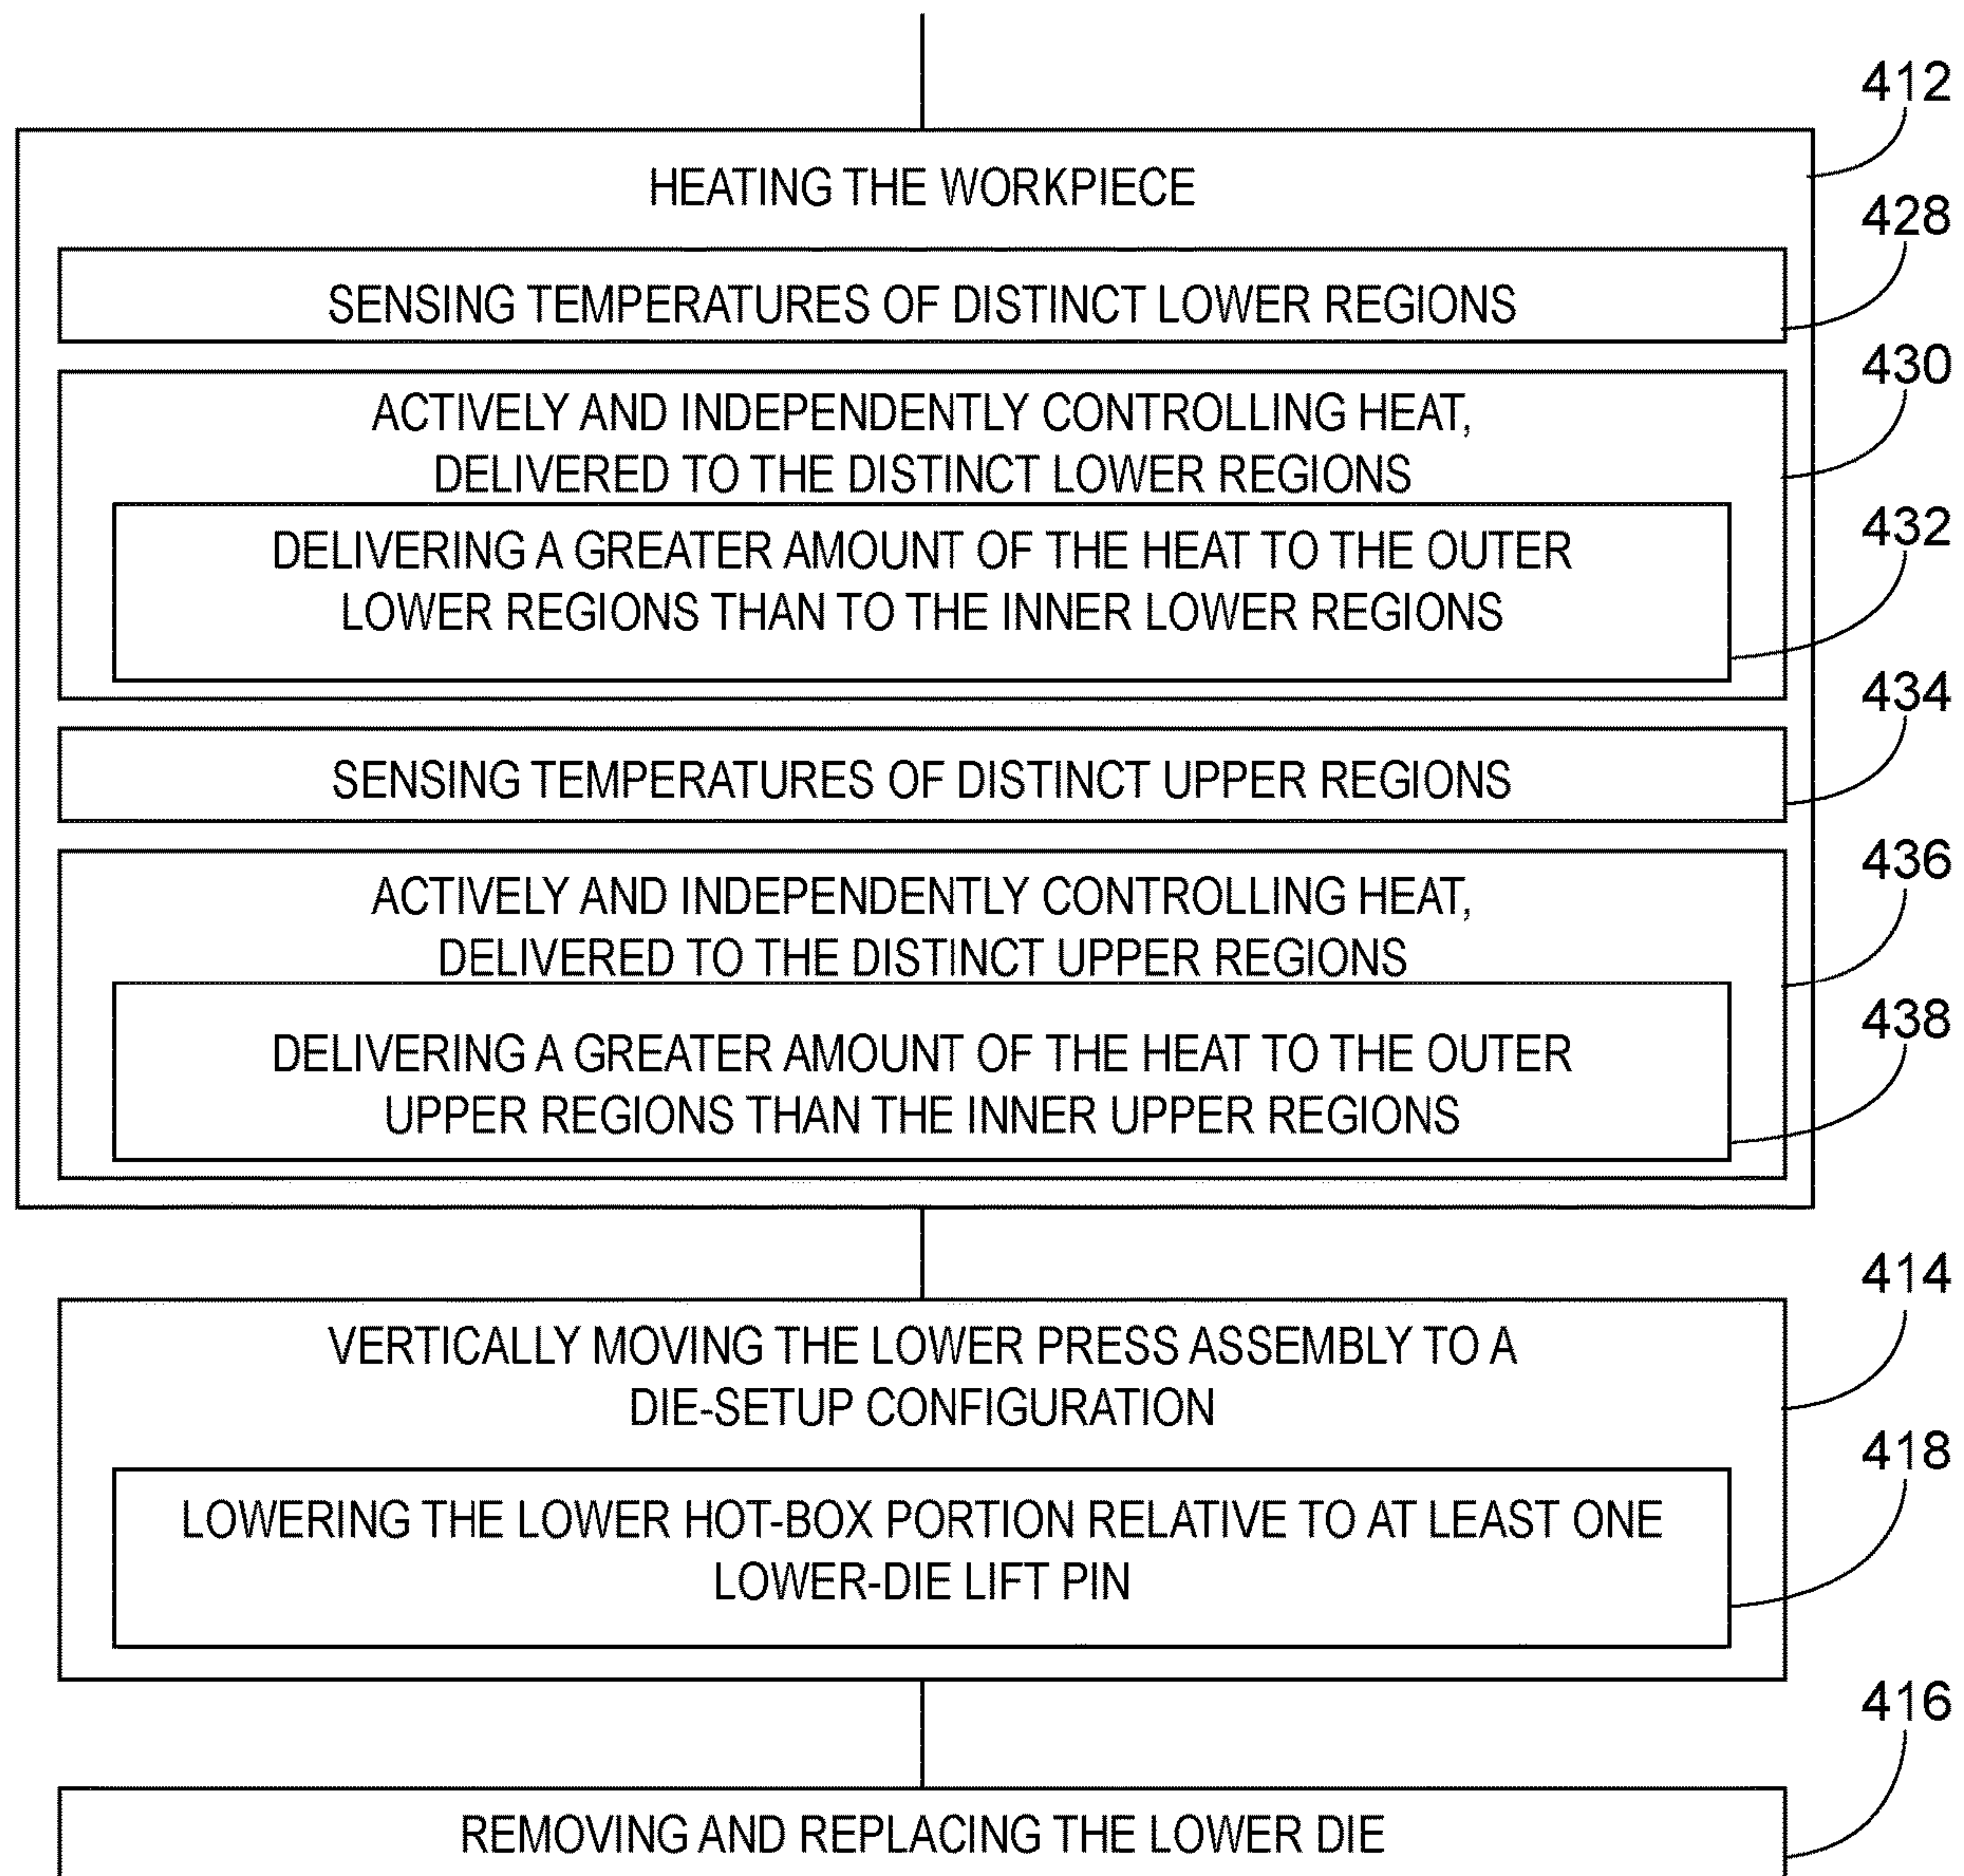 412
HEATING THE WORKPIECE
428
SENSING TEMPERATURES OF DISTINCT LOWER REGIONS
430
ACTIVELY AND INDEPENDENTLY CONTROLLING HEAT,
DELIVERED TO THE DISTINCT LOWER REGIONS
432
DELIVERING A GREATER AMOUNT OF THE HEAT TO THE OUTER
LOWER REGIONS THAN TO THE INNER LOWER REGIONS
434
SENSING TEMPERATURES OF DISTINCT UPPER REGIONS
436
ACTIVELY AND INDEPENDENTLY CONTROLLING HEAT,
DELIVERED TO THE DISTINCT UPPER REGIONS
438
DELIVERING A GREATER AMOUNT OF THE HEAT TO THE OUTER
UPPER REGIONS THAN THE INNER UPPER REGIONS
414
VERTICALLY MOVING THE LOWER PRESS ASSEMBLY TO A
DIE-SETUP CONFIGURATION
418
LOWERING THE LOWER HOT-BOX PORTION RELATIVE TO AT LEAST ONE
LOWER-DIE LIFT PIN
416
REMOVING AND REPLACING THE LOWER DIE